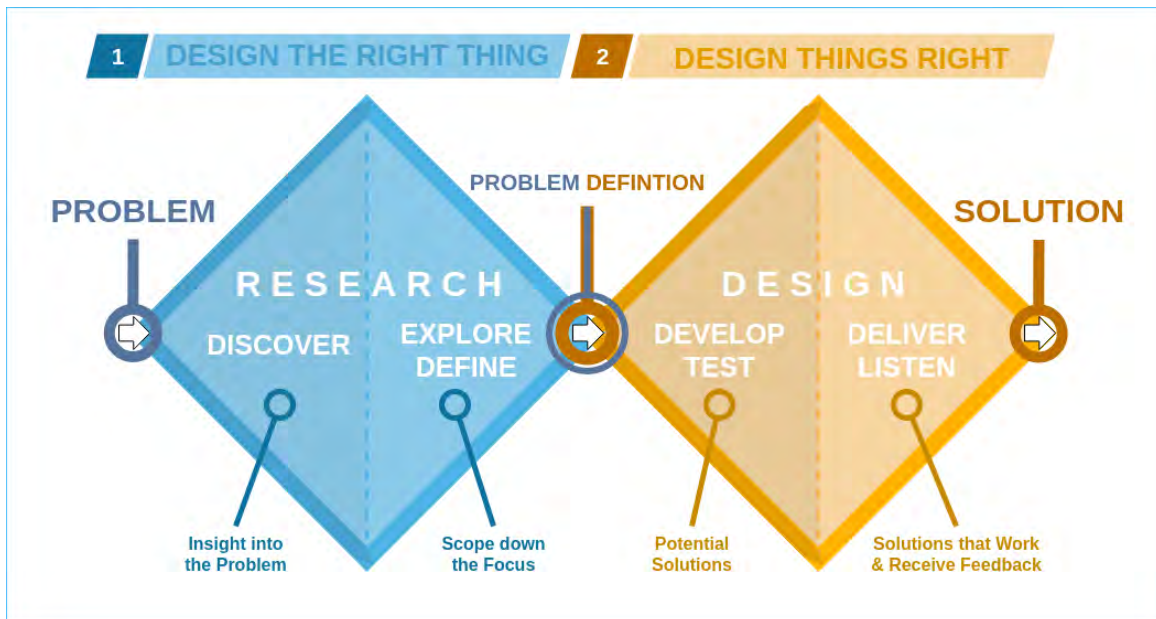 1 DESIGN THE RIGHT THING 2 DESIGN THINGS RIGHT
PROBLEM DEFINTION
PROBLEM
SOLUTION
RESEARCH
DISCOVER
EXPLORE
DEFINE
DESIGN
DEVELOP
TEST
DELIVER
LISTEN
Insight into
the Problem
Scope down
the Focus
Potential
Solutions
Solutions that Work
& Receive Feedback